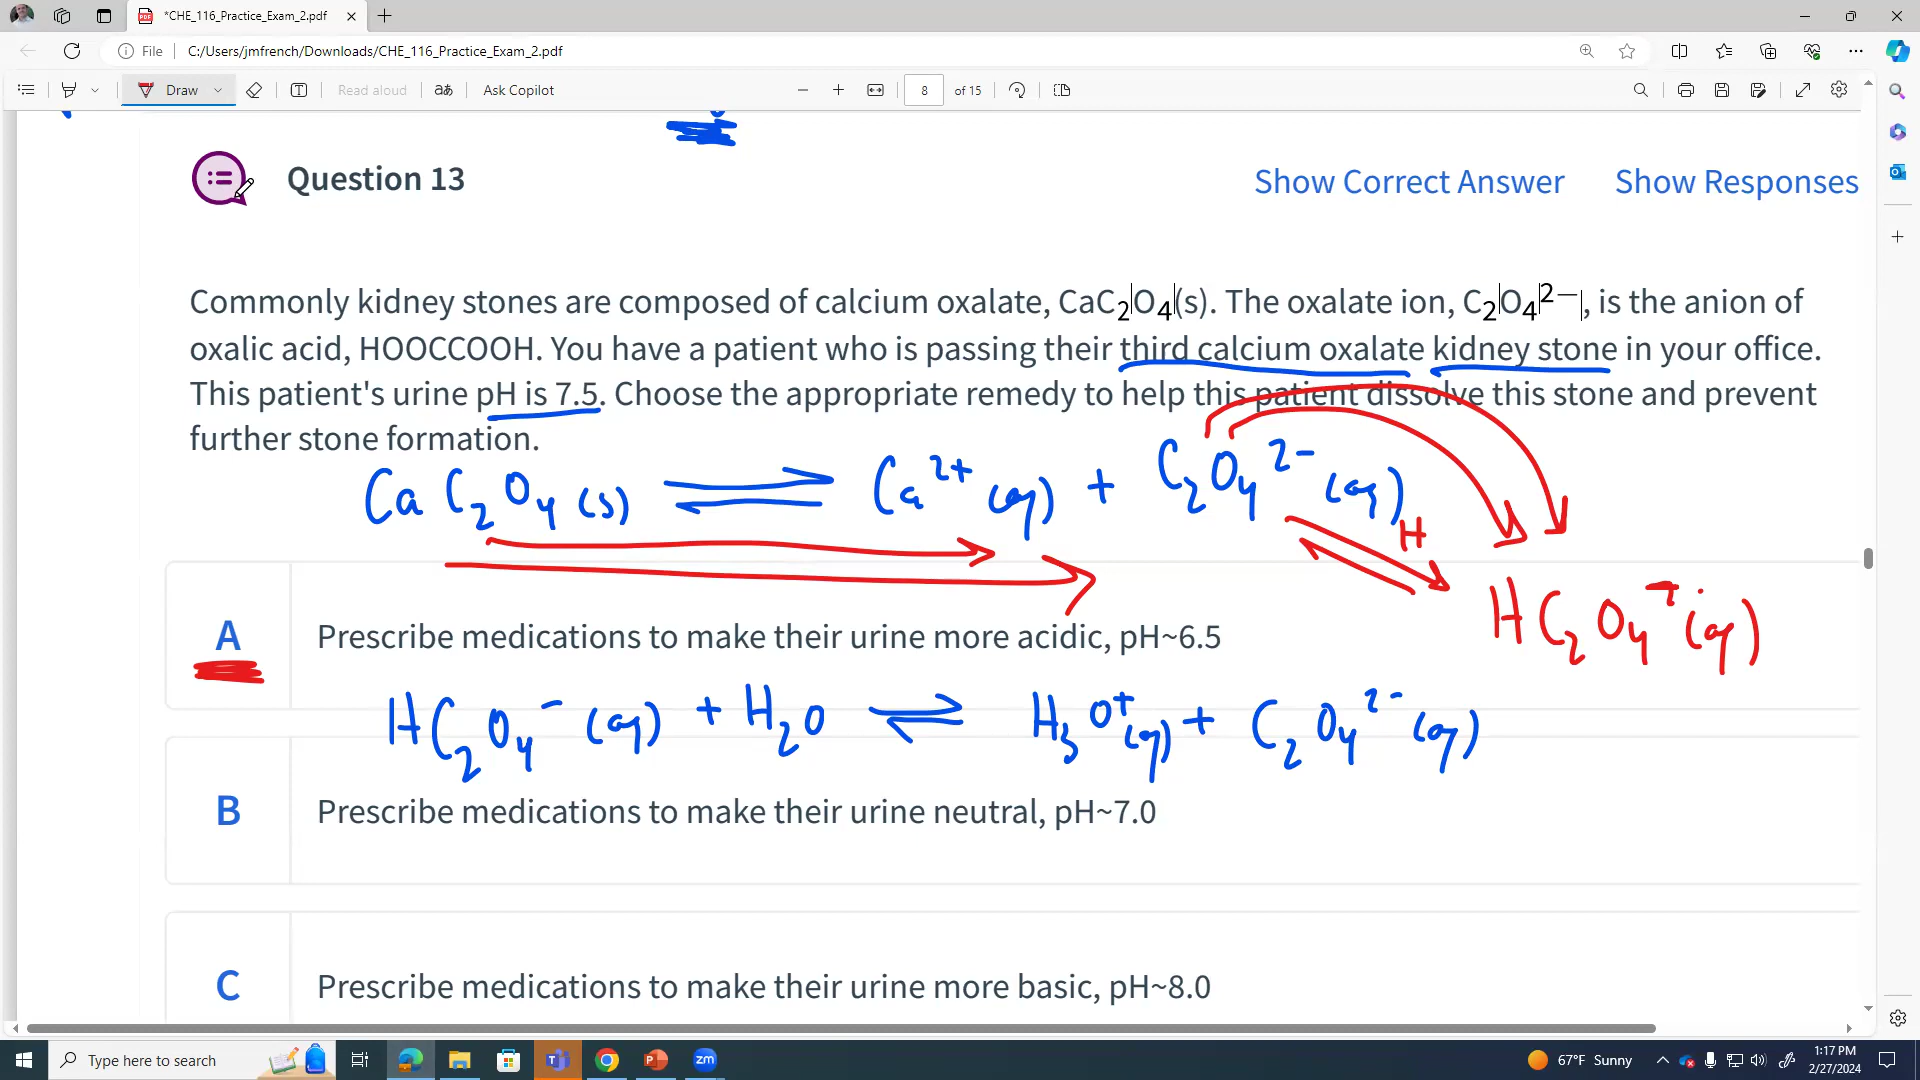 *CHE_116_Practice_Exam_2.pdf
File C:/Users/jmfrench/Downloads/CHE_116_Practice_Exam_2.pdf
Draw Read aloud aあ Ask Copilot 8 of 15
Question 13 Show Correct Answer Show Responses
Commonly kidney stones are composed of calcium oxalate, CaC₂O₄(s). The oxalate ion, C₂O₄²⁻, is the anion of
oxalic acid, HOOCCOOH. You have a patient who is passing their third calcium oxalate kidney stone in your office.
This patient's urine pH is 7.5. Choose the appropriate remedy to help this patient dissolve this stone and prevent
further stone formation.
CaC₂O₄(s) ⇌ Ca²⁺(aq) + C₂O₄²⁻(aq)
H
HC₂O₄⁻(aq)
A Prescribe medications to make their urine more acidic, pH~6.5
HC₂O₄⁻(aq) + H₂O ⇌ H₃O⁺(aq) + C₂O₄²⁻(aq)
B Prescribe medications to make their urine neutral, pH~7.0
C Prescribe medications to make their urine more basic, pH~8.0
Type here to search zm 67°F Sunny 1:17 PM
2/27/2024